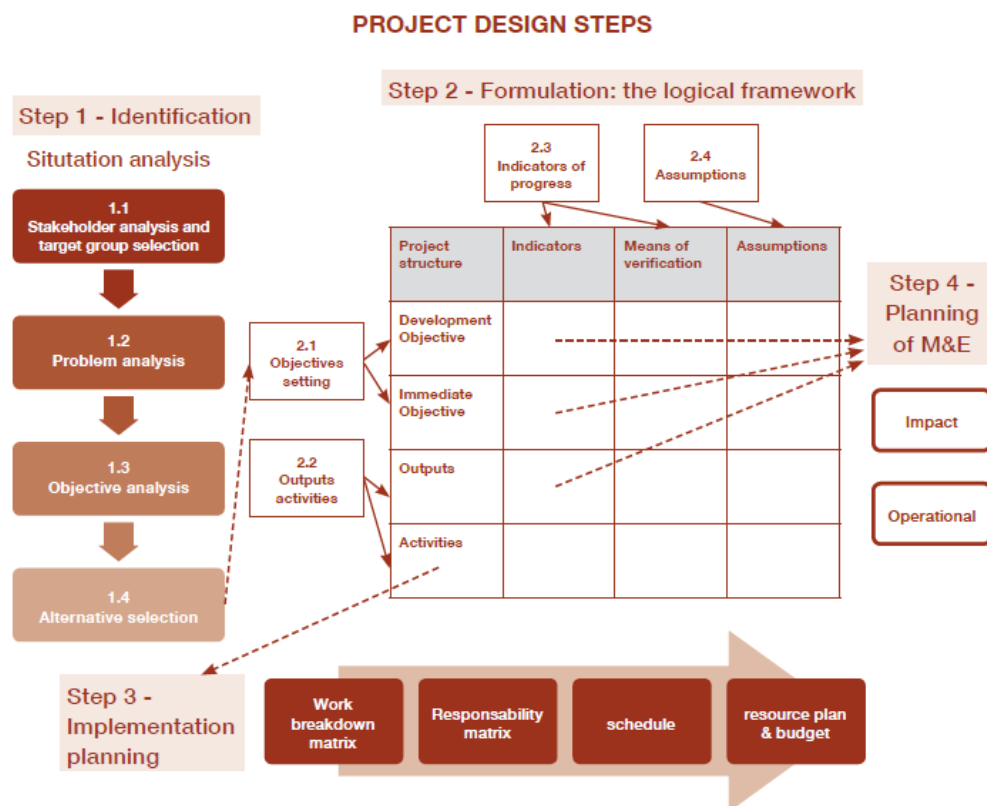 PROJECT DESIGN STEPS
Step 1 - Identification
Situtation analysis
1.1
Stakeholder analysis and
target group selection
1.2
Problem analysis
1.3
Objective analysis
1.4
Alternative selection
Step 2 - Formulation: the logical framework
2.3
Indicators of
progress
2.4
Assumptions
2.1
Objectives
setting
2.2
Outputs
activities
Project
structure
Indicators
Means of
verification
Assumptions
Development
Objective
Immediate
Objective
Outputs
Activities
Step 4 -
Planning
of M&E
Impact
Operational
Step 3 -
Implementation
planning
Work
breakdown
matrix
Responsability
matrix
schedule
resource plan
& budget